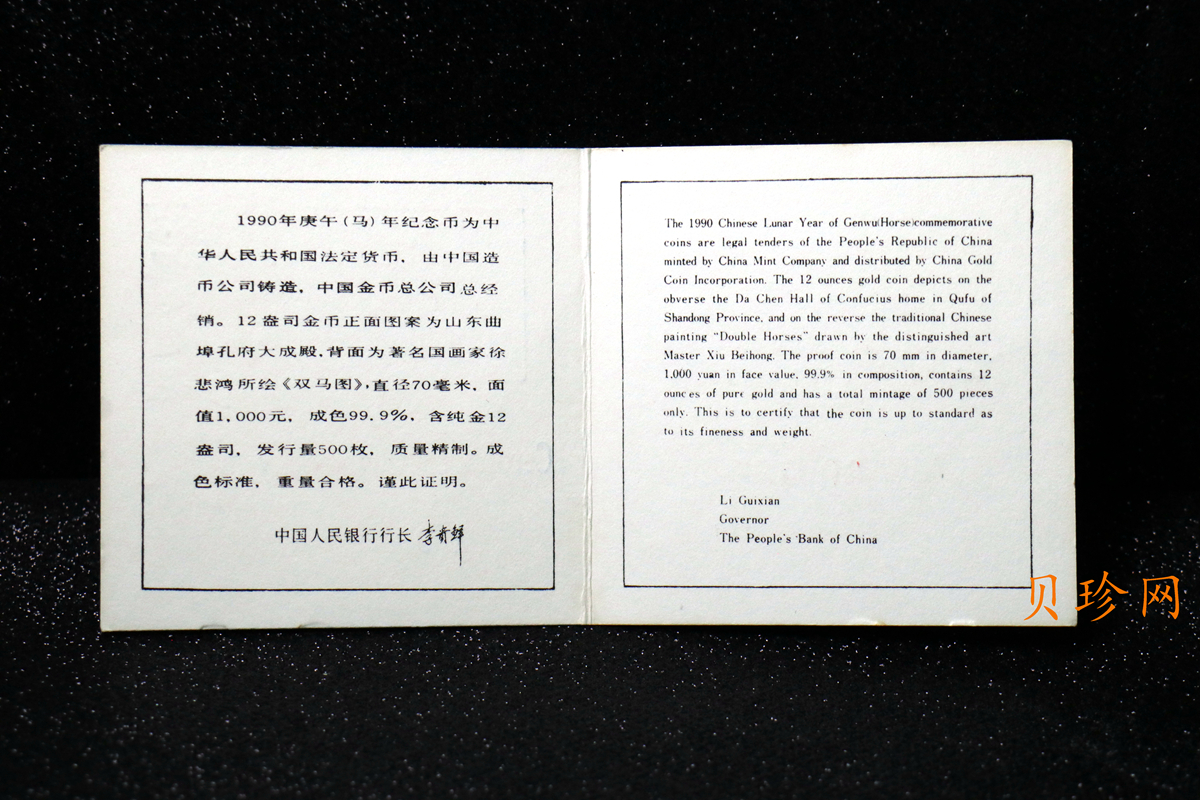 1990年庚午(马)年纪念币为中
华人民共和国法定货币，由中国造
币公司铸造，中国金币总公司总经
销。12盎司金币正面图案为山东曲
埠孔府大成殿，背面为著名国画家徐
悲鸿所绘《双马图》，直径70毫米，面
值1,000元，成色99.9%，含纯金12
盎司，发行量500枚，质量精制。成
色标准，重量合格。谨此证明。
中国人民银行行长 李贵鲜
The 1990 Chinese Lunar Year of Genwu(Horse)commemorative
coins are legal tenders of the People's Republic of China
minted by China Mint Company and distributed by China Gold
Coin Incorporation. The 12 ounces gold coin depicts on the
obverse the Da Chen Hall of Confucius home in Qufu of
Shandong Province, and on the reverse the traditional Chinese
painting "Double Horses" drawn by the distinguished art
Master Xiu Beihong. The proof coin is 70 mm in diameter,
1,000 yuan in face value, 99.9% in composition, contains 12
ounces of pure gold and has a total mintage of 500 pieces
only. This is to certify that the coin is up to standard as
to its fineness and weight.
Li Guixian
Governor
The People's Bank of China
贝珍网